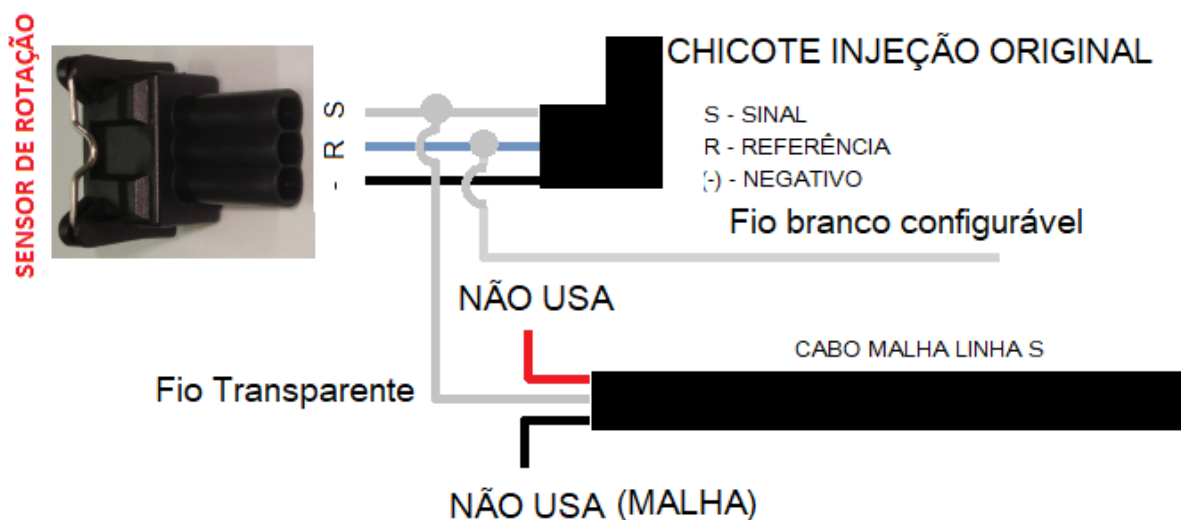 SENSOR DE ROTAÇÃO
S
R
-
CHICOTE INJEÇÃO ORIGINAL
S - SINAL
R - REFERÊNCIA
(-) - NEGATIVO
Fio branco configurável
NÃO USA
CABO MALHA LINHA S
Fio Transparente
NÃO USA (MALHA)